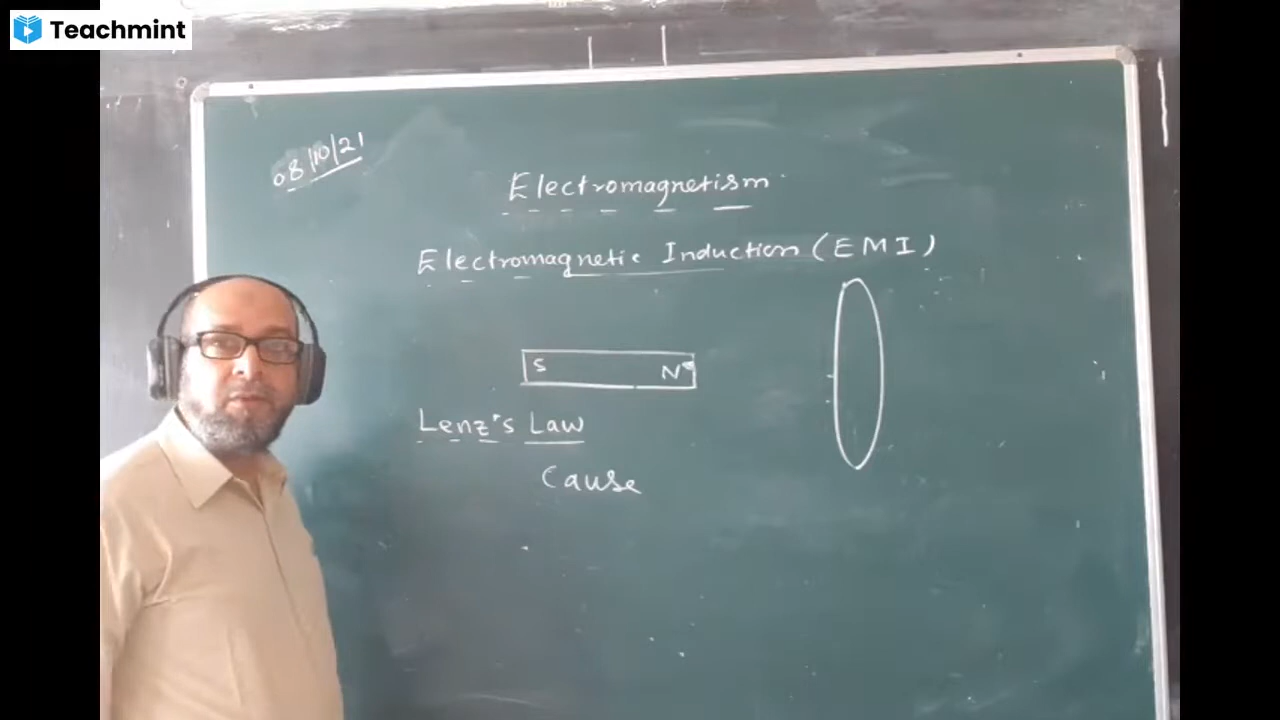 Teachmint
08/10/21
Electromagnetism
Electromagnetic Induction (EMI)
S N
Lenz's Law
Cause